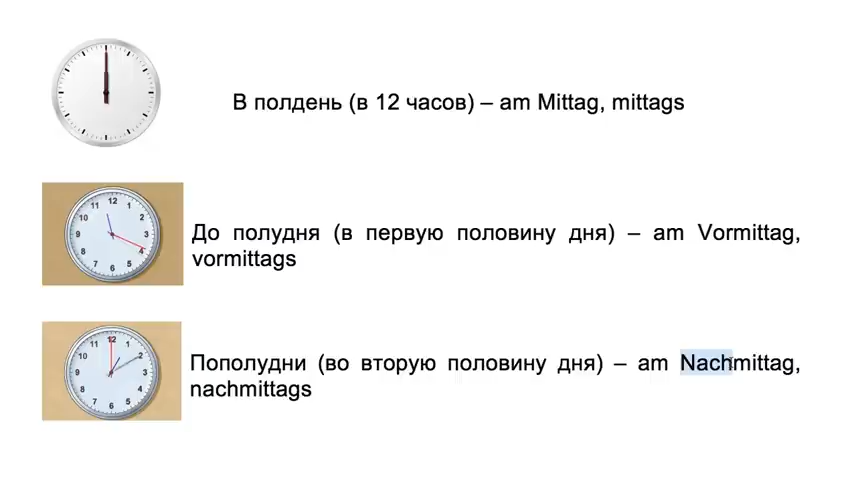 В полдень (в 12 часов) – am Mittag, mittags
До полудня (в первую половину дня) – am Vormittag,
vormittags
Пополудни (во вторую половину дня) – am Nachmittag,
nachmittags